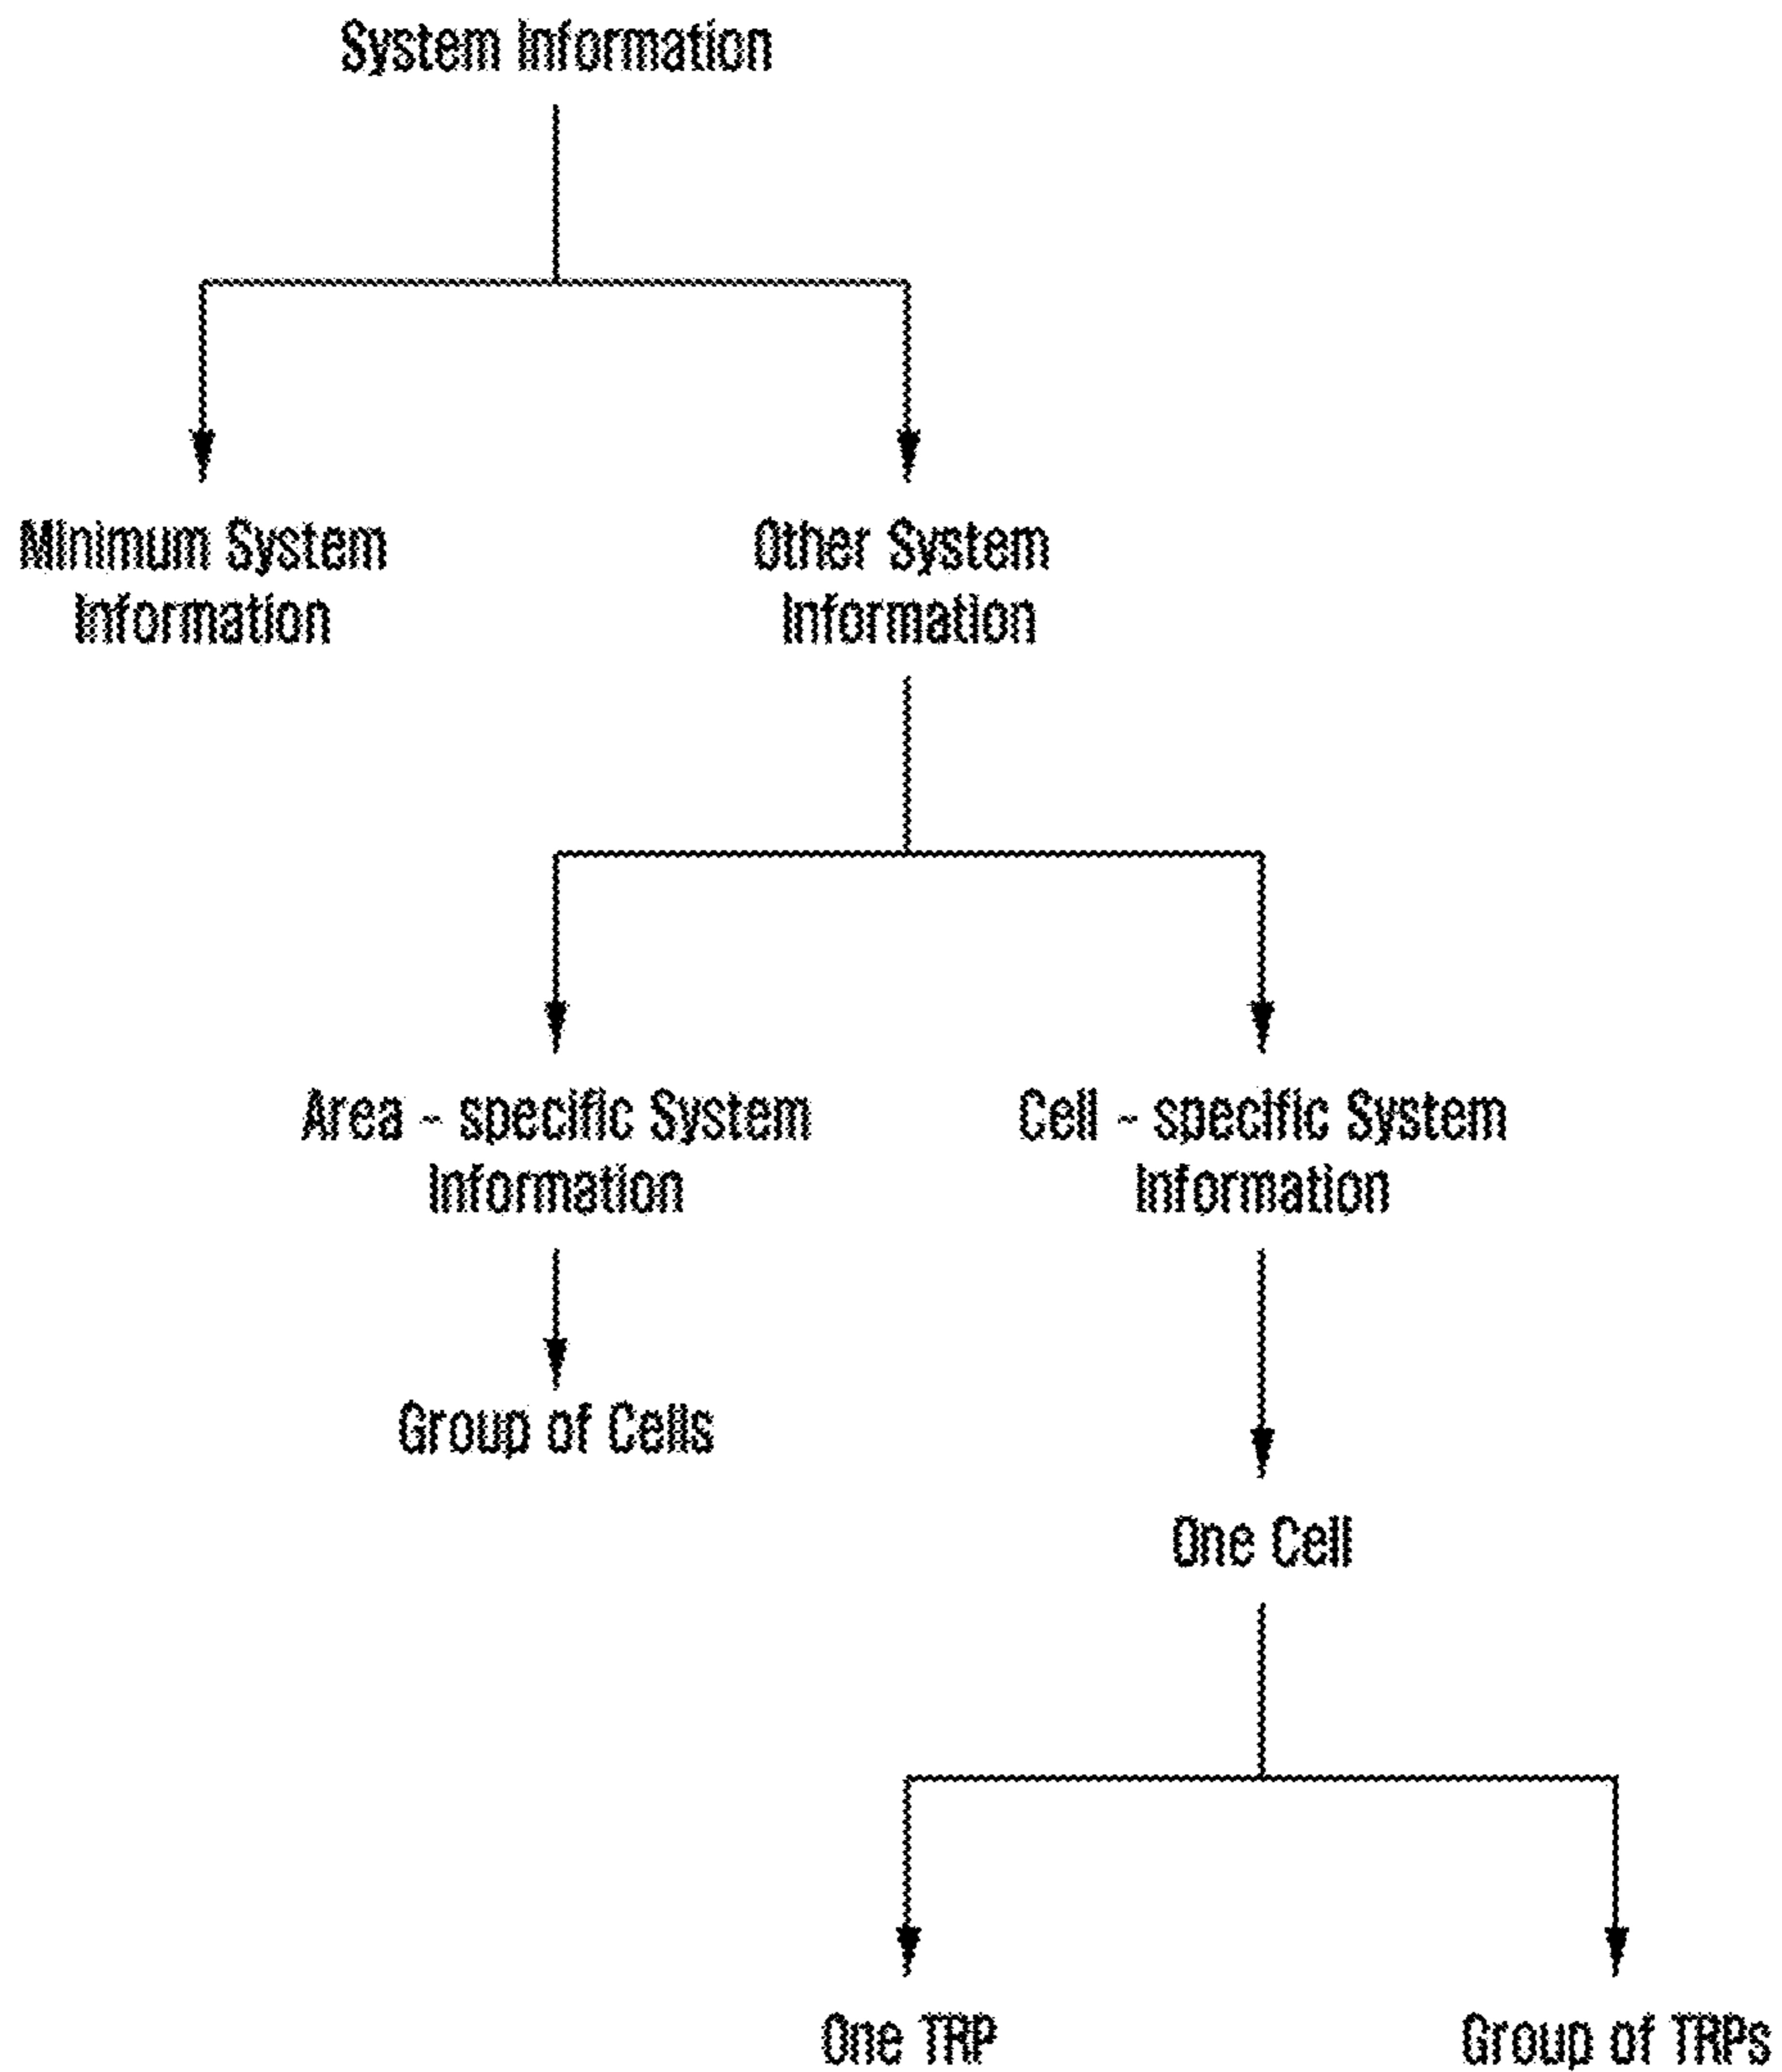 System Information
Minimum System
Information
Other System
Information
Area - specific System
Information
Cell - specific System
Information
Group of Cells
One Cell
One TRP
Group of TRPs